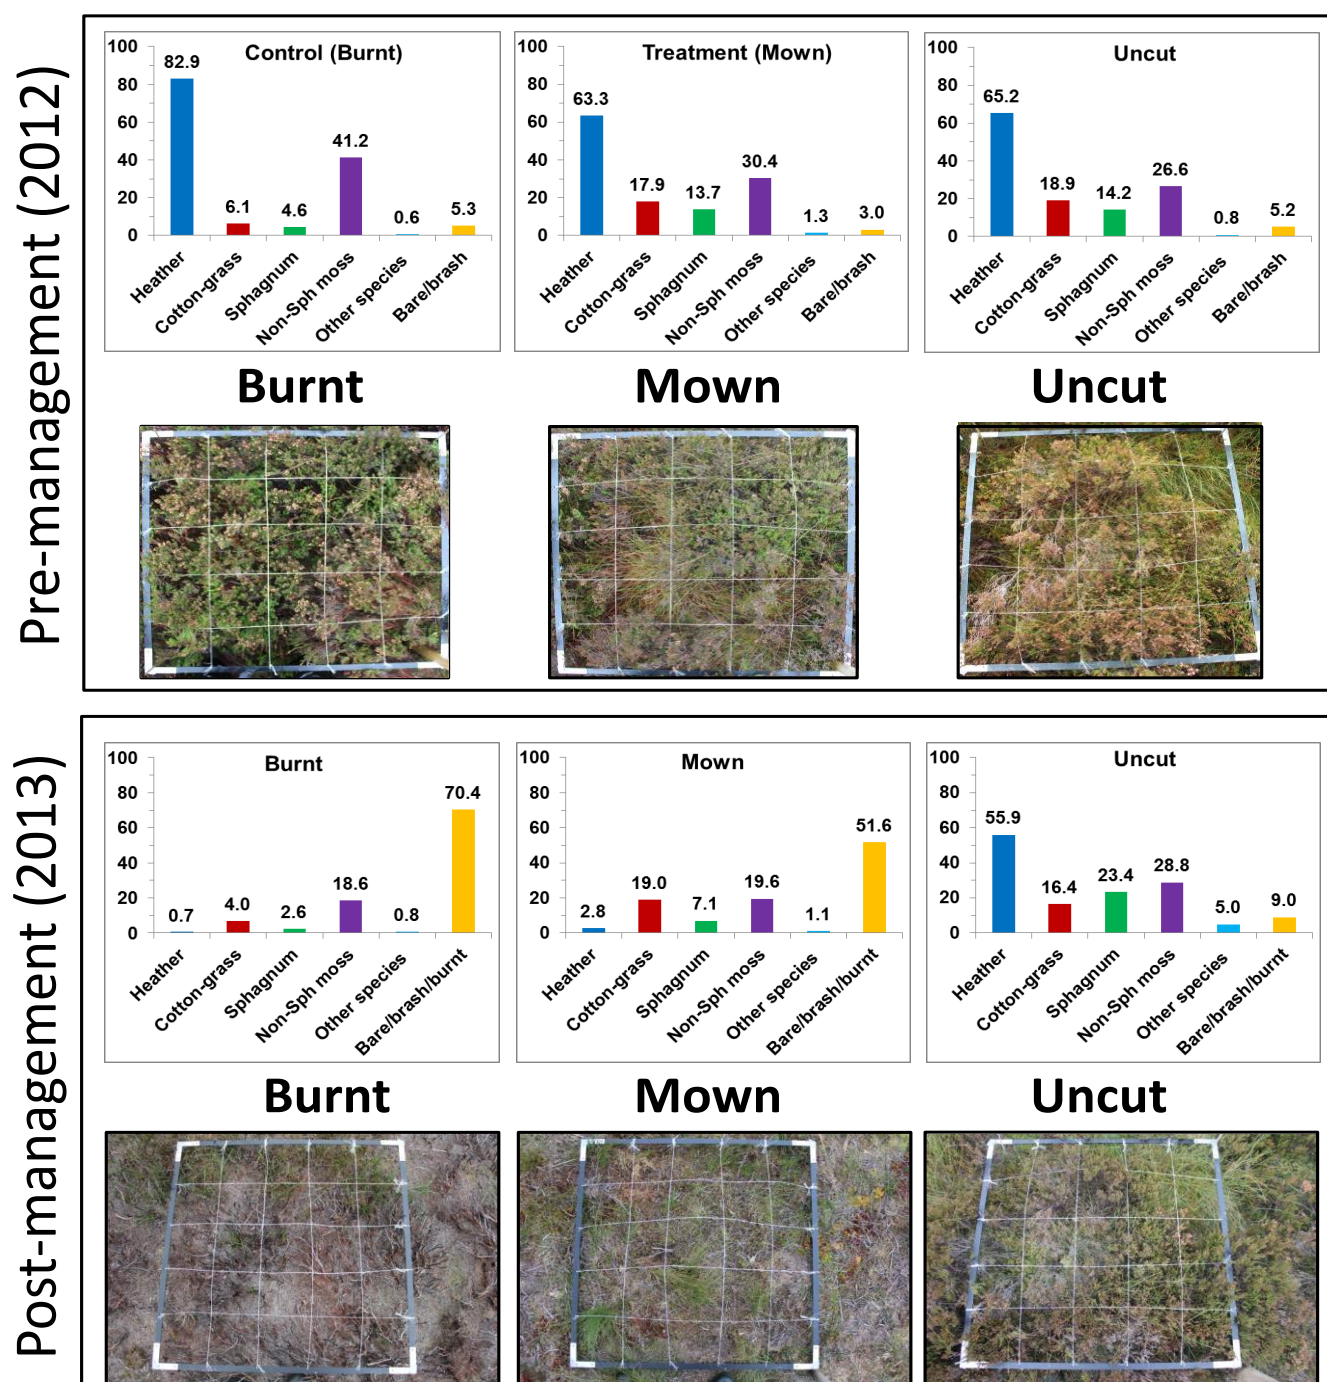 Pre-management (2012)
Control (Burnt)
100
80
60
40
20
0
82.9
6.1
4.6
41.2
0.6
5.3
Heather
Cotton-grass
Sphagnum
Non-Sph moss
Other species
Bare/brash
Treatment (Mown)
100
80
60
40
20
0
63.3
17.9
13.7
30.4
1.3
3.0
Heather
Cotton-grass
Sphagnum
Non-Sph moss
Other species
Bare/brash
Uncut
100
80
60
40
20
0
65.2
18.9
14.2
26.6
0.8
5.2
Heather
Cotton-grass
Sphagnum
Non-Sph moss
Other species
Bare/brash
Burnt
Mown
Uncut
Post-management (2013)
Burnt
100
80
60
40
20
0
0.7
4.0
2.6
18.6
0.8
70.4
Heather
Cotton-grass
Sphagnum
Non-Sph moss
Other species
Bare/brash/burnt
Mown
100
80
60
40
20
0
2.8
19.0
7.1
19.6
1.1
51.6
Heather
Cotton-grass
Sphagnum
Non-Sph moss
Other species
Bare/brash/burnt
Uncut
100
80
60
40
20
0
55.9
16.4
23.4
28.8
5.0
9.0
Heather
Cotton-grass
Sphagnum
Non-Sph moss
Other species
Bare/brash/burnt
Burnt
Mown
Uncut